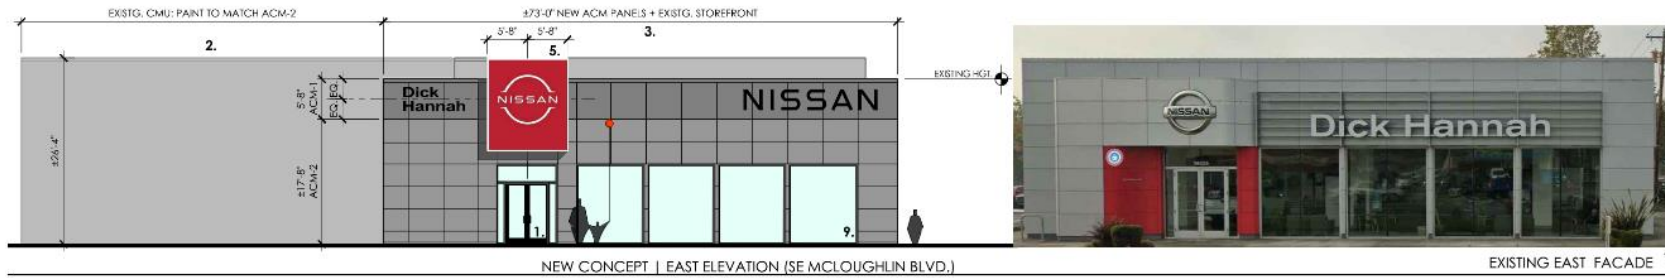 EXISTG. CMU: PAINT TO MATCH ACM-2
±73'-0" NEW ACM PANELS + EXISTG. STOREFRONT
2.
5'-8"
5'-8"
3.
5.
EXISTING HGT.
5'-8"
ACM-1
EQ.
EQ.
Dick
Hannah
NISSAN
NISSAN
±26'-4"
±17'-8"
ACM-2
1.
9.
NISSAN
Dick Hannah
NEW CONCEPT | EAST ELEVATION (SE MCLOUGHLIN BLVD.)
EXISTING EAST FACADE